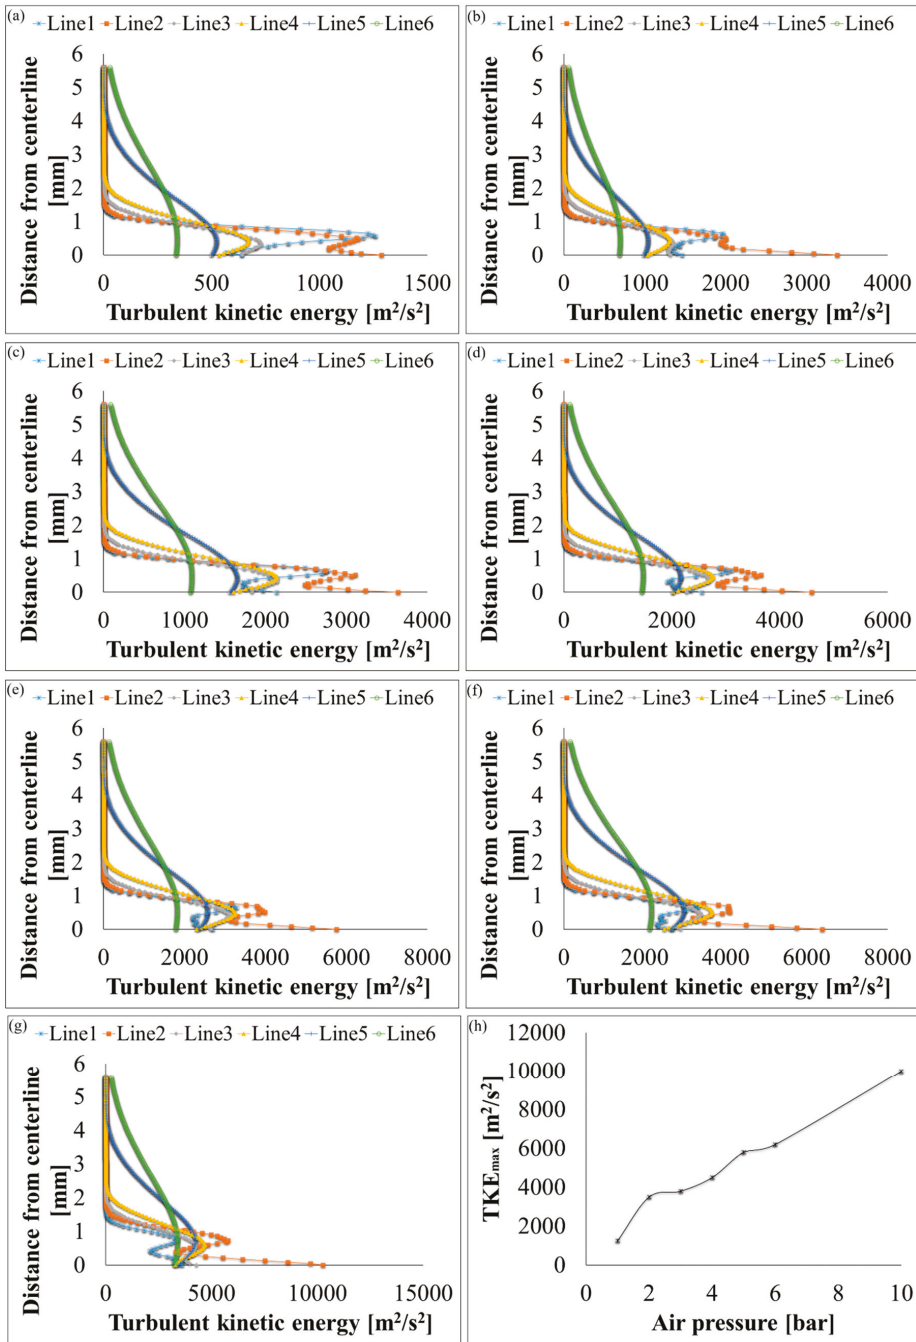 (a)
Line1 Line2 Line3 Line4 Line5 Line6
6
5
4
3
2
1
0
Distance from centerline
[mm]
0 500 1000 1500
Turbulent kinetic energy [m²/s²]
(b)
Line1 Line2 Line3 Line4 Line5 Line6
6
5
4
3
2
1
0
Distance from centerline
[mm]
0 1000 2000 3000 4000
Turbulent kinetic energy [m²/s²]
(c)
Line1 Line2 Line3 Line4 Line5 Line6
6
5
4
3
2
1
0
Distance from centerline
[mm]
0 1000 2000 3000 4000
Turbulent kinetic energy [m²/s²]
(d)
Line1 Line2 Line3 Line4 Line5 Line6
6
5
4
3
2
1
0
Distance from centerline
[mm]
0 2000 4000 6000
Turbulent kinetic energy [m²/s²]
(e)
Line1 Line2 Line3 Line4 Line5 Line6
6
5
4
3
2
1
0
Distance from centerline
[mm]
0 2000 4000 6000 8000
Turbulent kinetic energy [m²/s²]
(f)
Line1 Line2 Line3 Line4 Line5 Line6
6
5
4
3
2
1
0
Distance from centerline
[mm]
0 2000 4000 6000 8000
Turbulent kinetic energy [m²/s²]
(g)
Line1 Line2 Line3 Line4 Line5 Line6
6
5
4
3
2
1
0
Distance from centerline
[mm]
0 5000 10000 15000
Turbulent kinetic energy [m²/s²]
(h)
12000
10000
8000
6000
4000
2000
0
TKEmax [m²/s²]
0 2 4 6 8 10
Air pressure [bar]